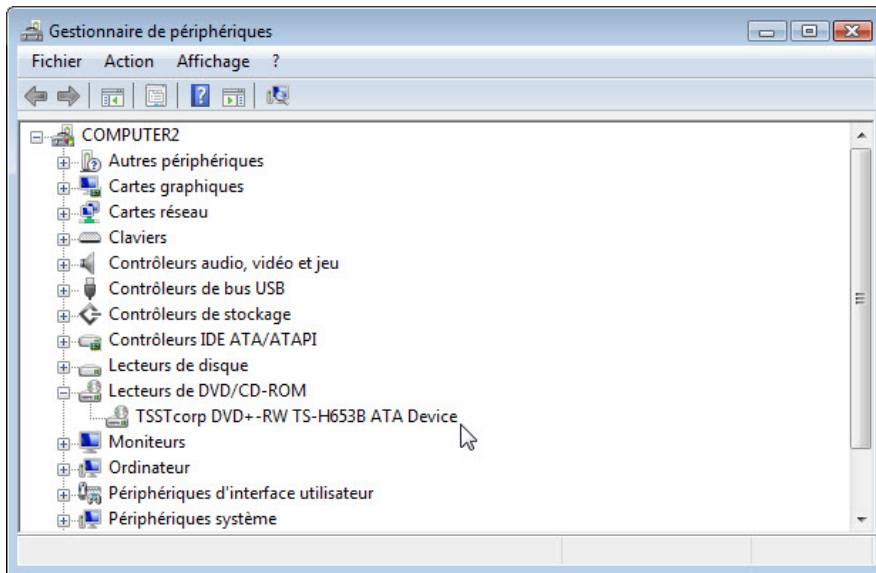 Gestionnaire de périphériques
Fichier Action Affichage ?
COMPUTER2
Autres périphériques
Cartes graphiques
Cartes réseau
Claviers
Contrôleurs audio, vidéo et jeu
Contrôleurs de bus USB
Contrôleurs de stockage
Contrôleurs IDE ATA/ATAPI
Lecteurs de disque
Lecteurs de DVD/CD-ROM
TSSTcorp DVD+-RW TS-H653B ATA Device
Moniteurs
Ordinateur
Périphériques d'interface utilisateur
Périphériques système